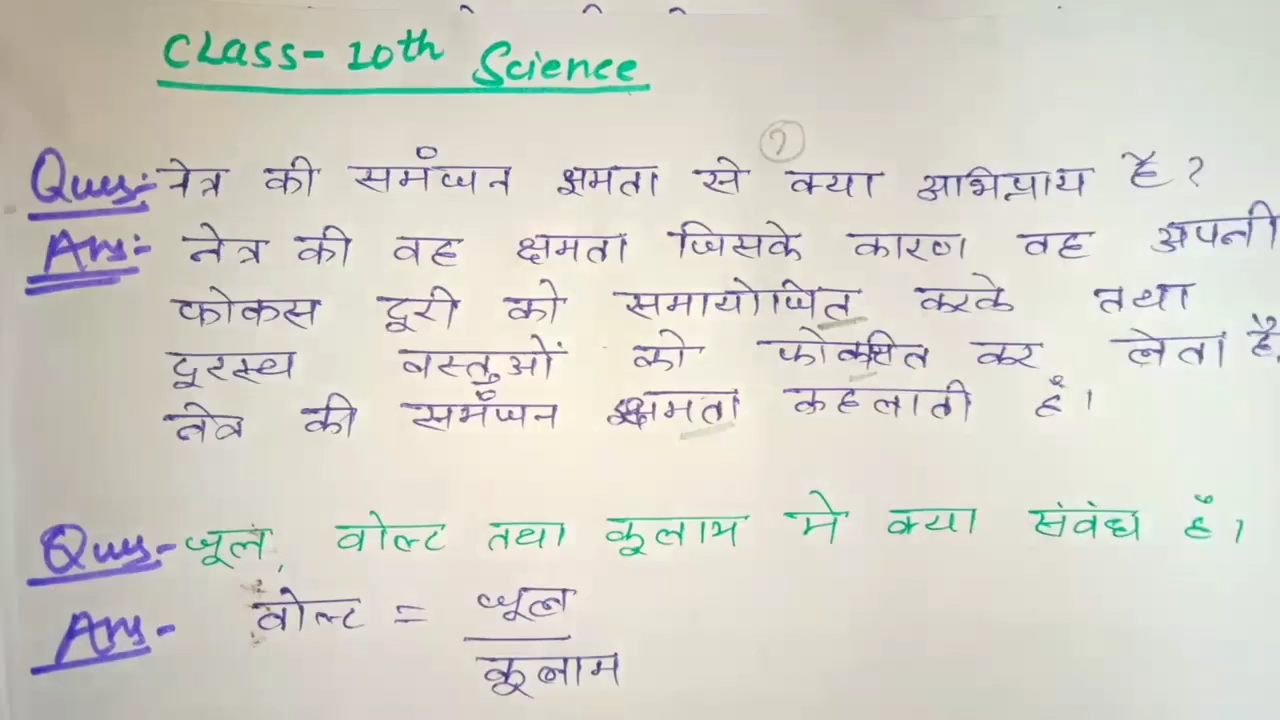 Class- 10th Science
Ques:- नेत्र की समंजन क्षमता से क्या अभिप्राय है?
Ans:- नेत्र की वह क्षमता जिसके कारण वह अपनी
फोकस दूरी को समायोजित करके तथा
दूरस्थ वस्तुओं को फोकसित कर लेता है,
नेत्र की समंजन क्षमता कहलाती हैं।
Ques- जूल, वोल्ट तथा कूलाम मे क्या संबंध हैं।
Ans- वोल्ट = जूल
कूलाम